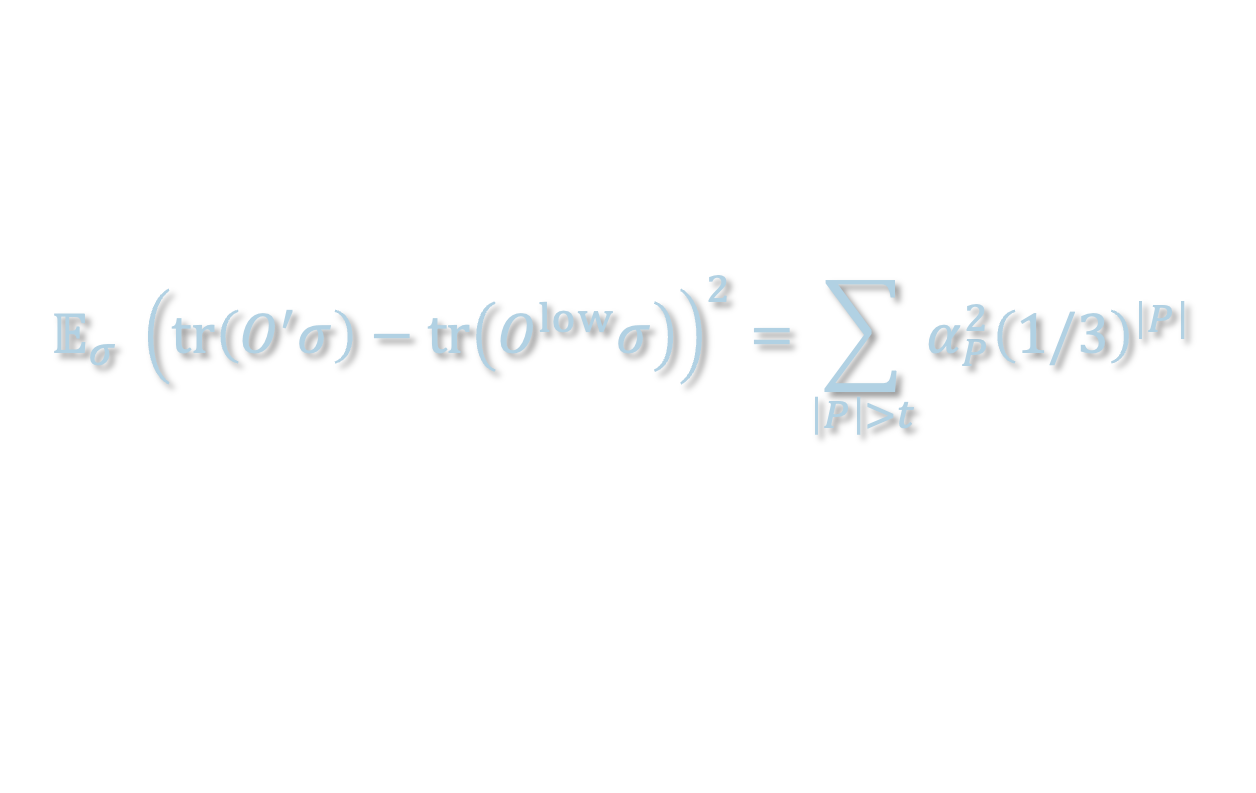 𝔼_σ (tr(O′σ) − tr(O^low σ))^2 = ∑_{|P|>t} α_P^2 (1/3)^{|P|}